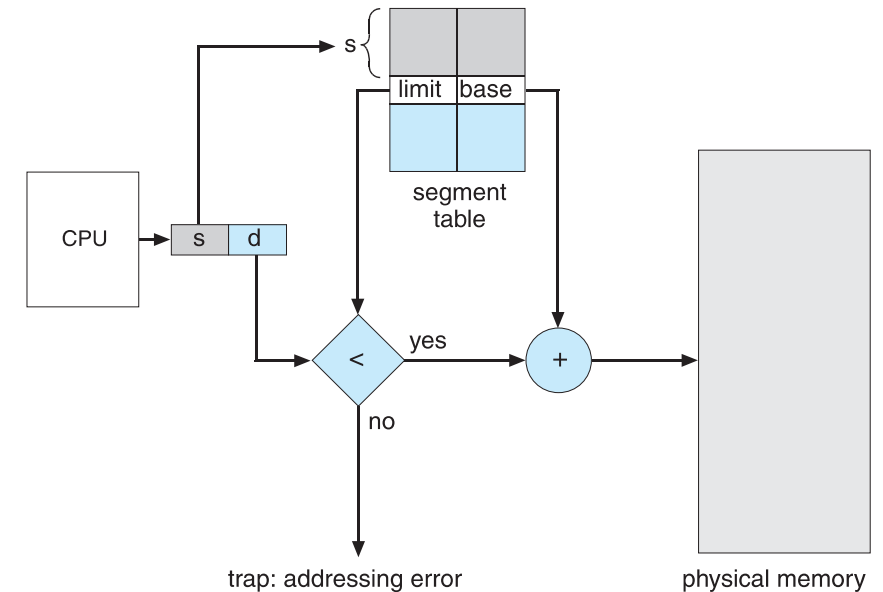 s
limit base
segment
table
CPU
s d
<
yes
+
no
trap: addressing error
physical memory